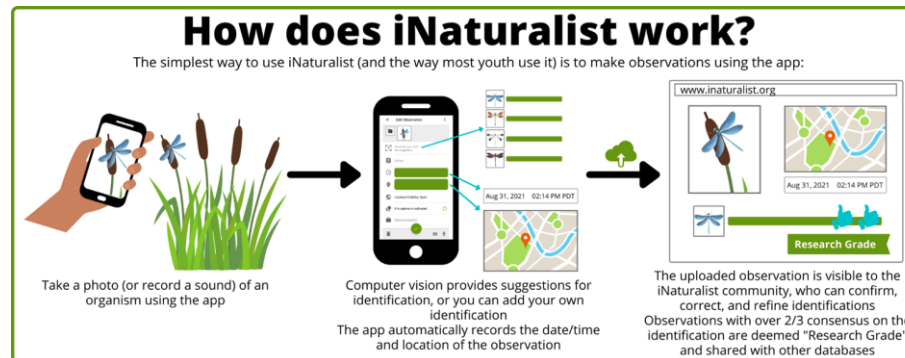 How does iNaturalist work?
The simplest way to use iNaturalist (and the way most youth use it) is to make observations using the app:
Take a photo (or record a sound) of an
organism using the app
Edit Observation
Aug 31, 2021 02:14 PM PDT
Computer vision provides suggestions for
identification, or you can add your own
identification
The app automatically records the date/time
and location of the observation
www.inaturalist.org
Aug 31, 2021 02:14 PM PDT
Research Grade
The uploaded observation is visible to the
iNaturalist community, who can confirm,
correct, and refine identifications
Observations with over 2/3 consensus on the
identification are deemed "Research Grade"
and shared with other databases